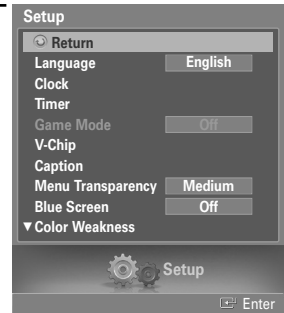 Setup
Return
Language English
Clock
Timer
Game Mode Off
V-Chip
Caption
Menu Transparency Medium
Blue Screen Off
▼Color Weakness
Setup
Enter